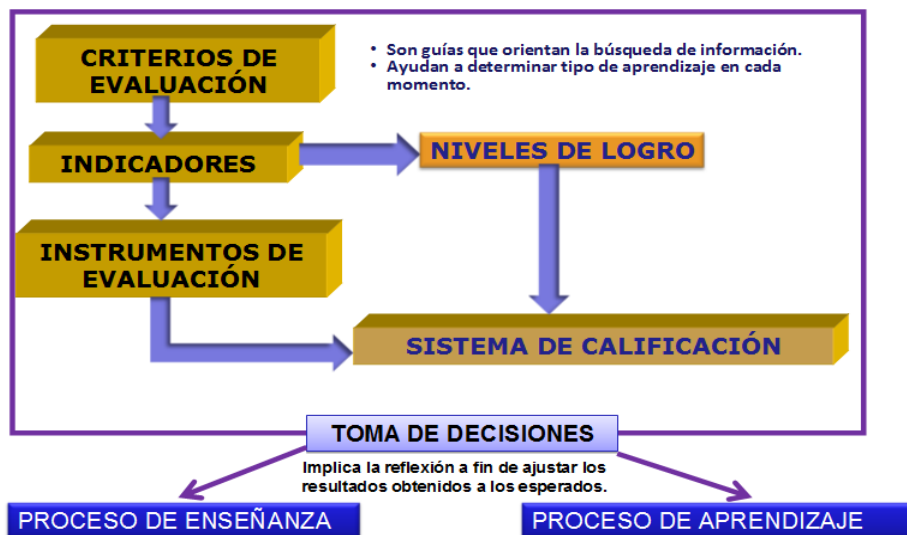 CRITERIOS DE
EVALUACIÓN
• Son guías que orientan la búsqueda de información.
• Ayudan a determinar tipo de aprendizaje en cada
momento.
INDICADORES
NIVELES DE LOGRO
INSTRUMENTOS DE
EVALUACIÓN
SISTEMA DE CALIFICACIÓN
TOMA DE DECISIONES
Implica la reflexión a fin de ajustar los
resultados obtenidos a los esperados.
PROCESO DE ENSEÑANZA
PROCESO DE APRENDIZAJE